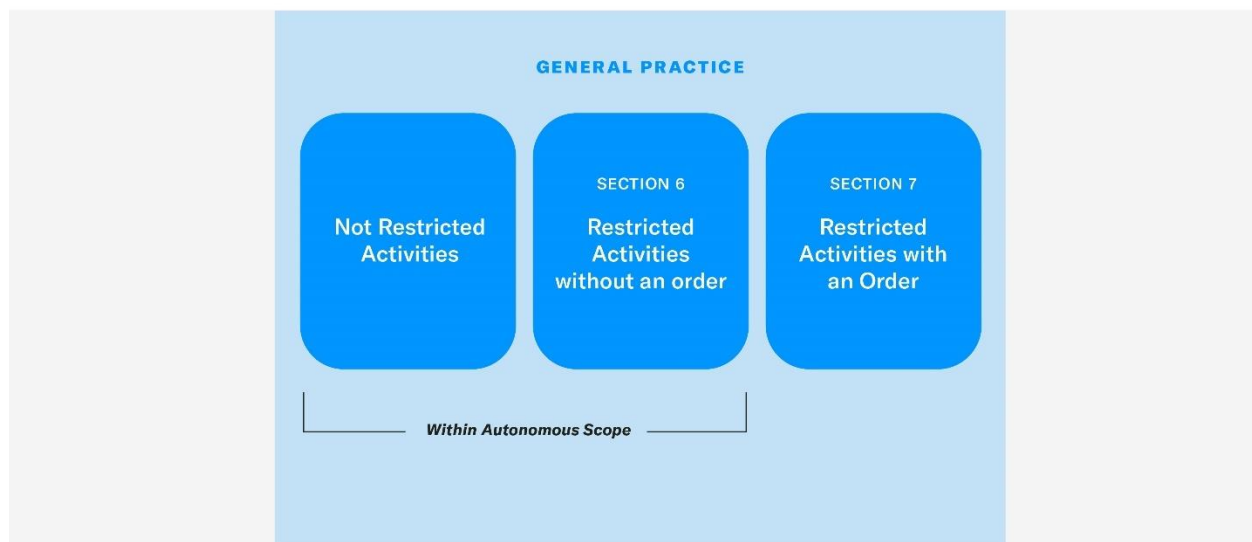 GENERAL PRACTICE
Not Restricted
Activities
SECTION 6
Restricted
Activities
without an order
SECTION 7
Restricted
Activities with
an Order
Within Autonomous Scope